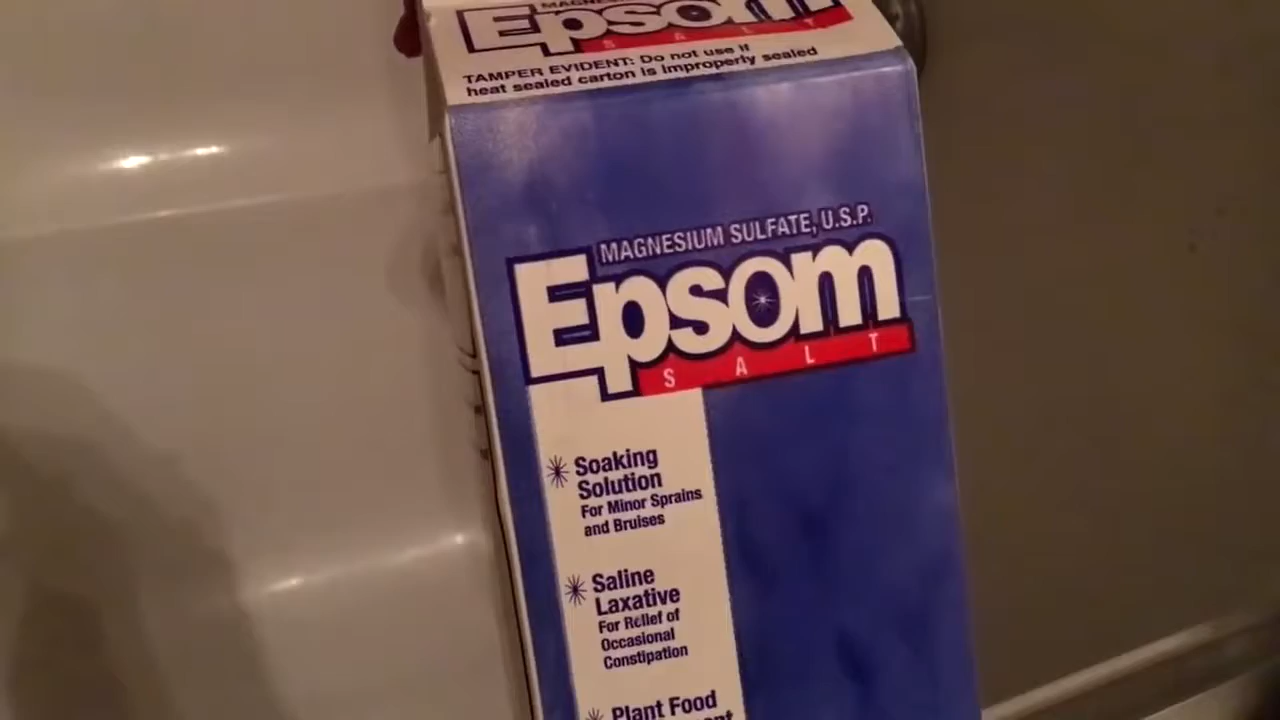 Epsom
SALT
TAMPER EVIDENT: Do not use if
heat sealed carton is improperly sealed
MAGNESIUM SULFATE, U.S.P.
Epsom
SALT
Soaking
Solution
For Minor Sprains
and Bruises
Saline
Laxative
For Relief of
Occasional
Constipation
Plant Food